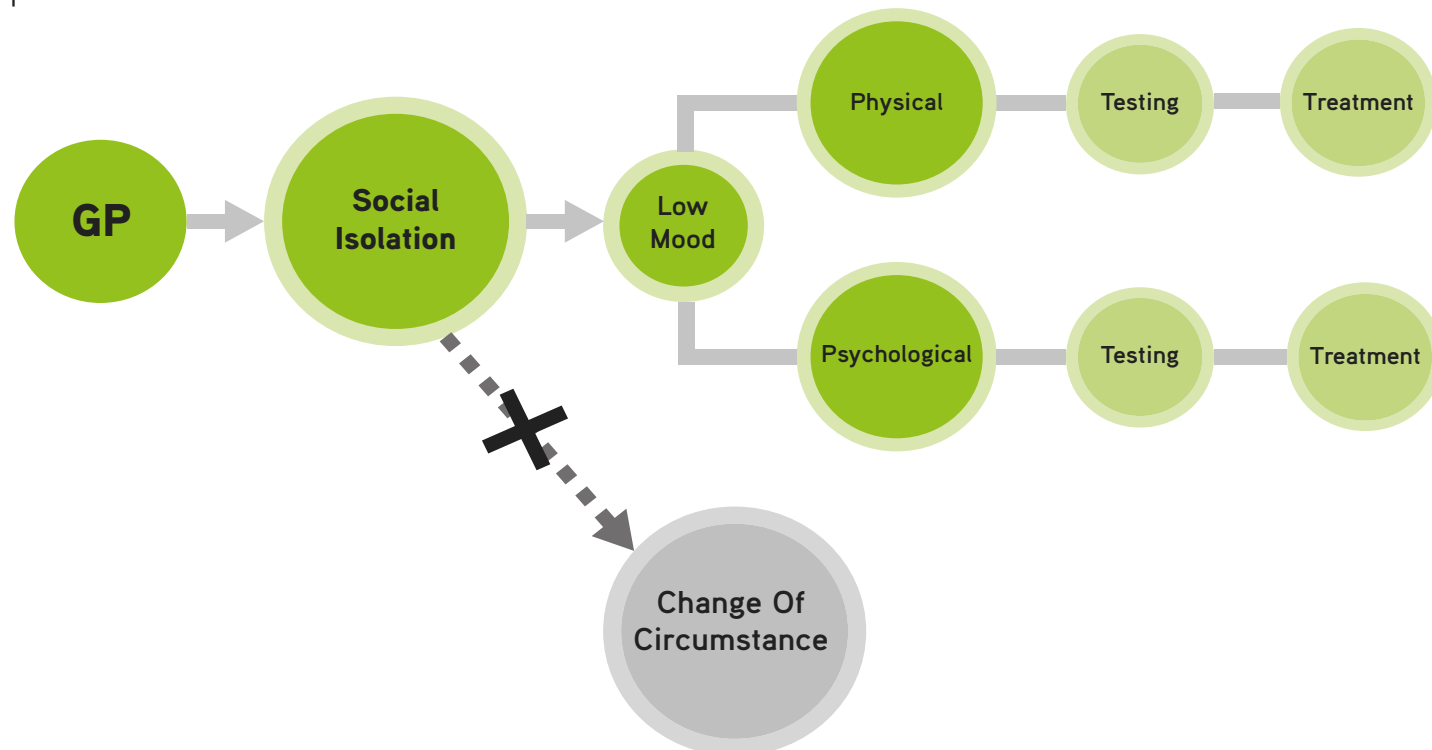 GP
Social
Isolation
Low
Mood
Physical
Testing
Treatment
Psychological
Testing
Treatment
Change Of
Circumstance